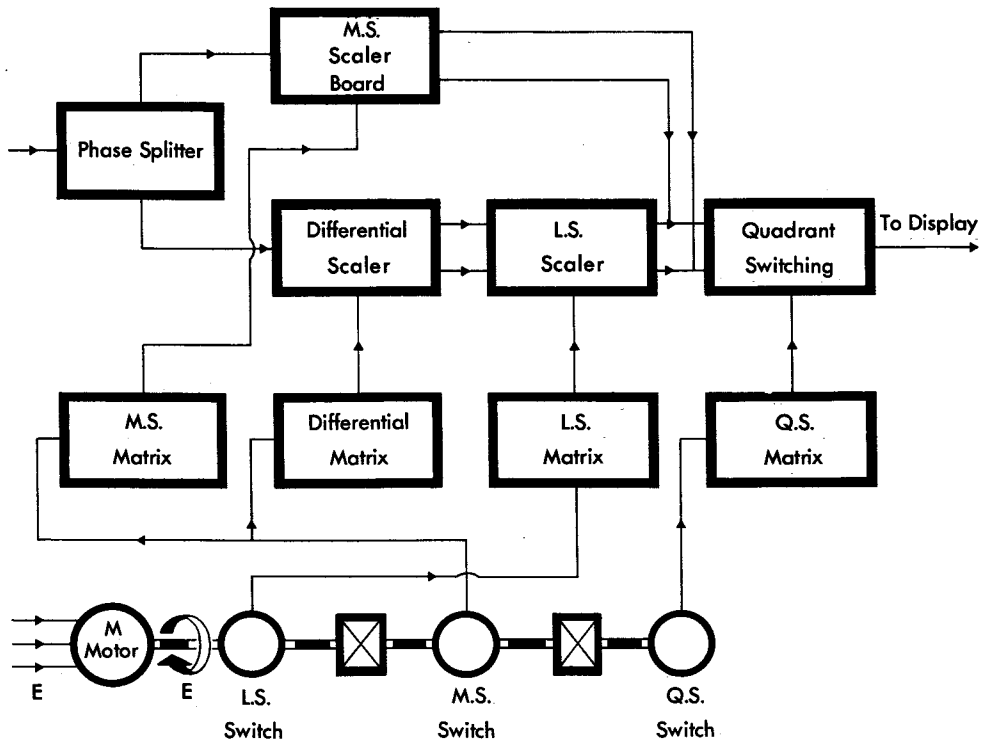 M.S.
Scaler
Board
Phase Splitter
Differential
Scaler
L.S.
Scaler
Quadrant
Switching
To Display
M.S.
Matrix
Differential
Matrix
L.S.
Matrix
Q.S.
Matrix
M
Motor
E
E
L.S.
Switch
M.S.
Switch
Q.S.
Switch